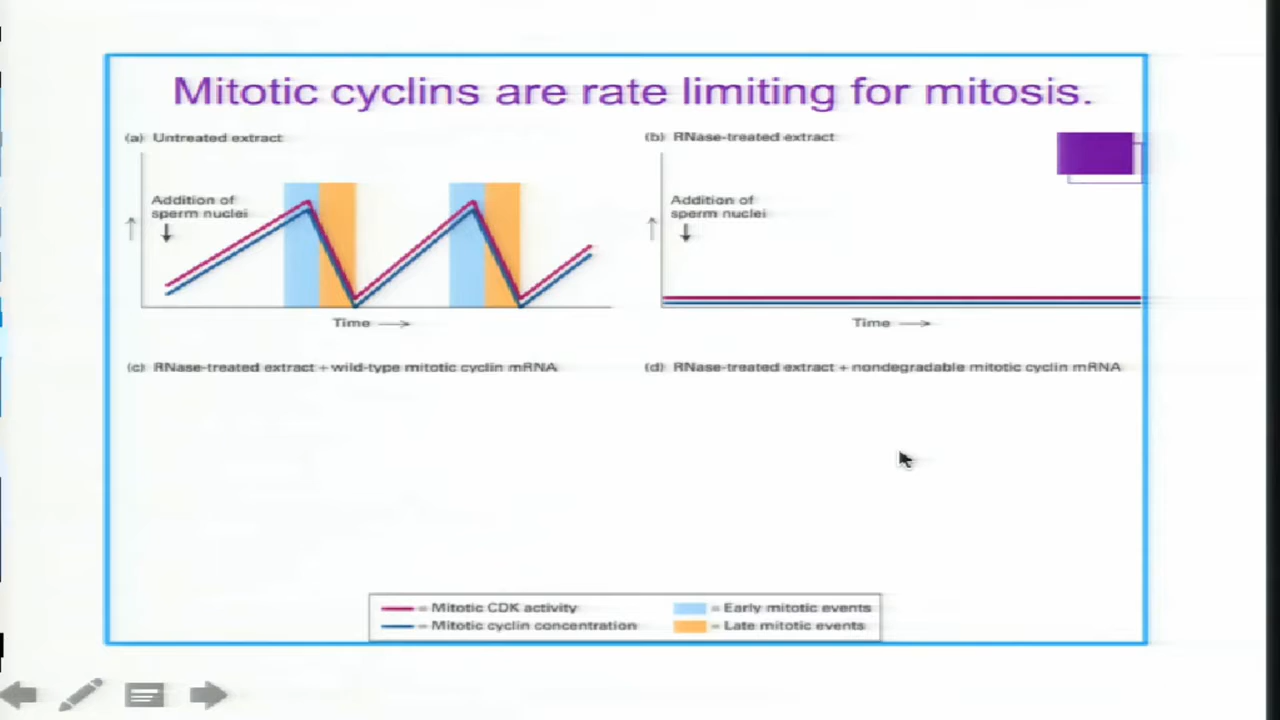 Mitotic cyclins are rate limiting for mitosis.
(a) Untreated extract
Addition of
sperm nuclei
Time
(b) RNase-treated extract
Addition of
sperm nuclei
Time
(c) RNase-treated extract + wild-type mitotic cyclin mRNA
(d) RNase-treated extract + nondegradable mitotic cyclin mRNA
= Mitotic CDK activity
= Mitotic cyclin concentration
= Early mitotic events
= Late mitotic events